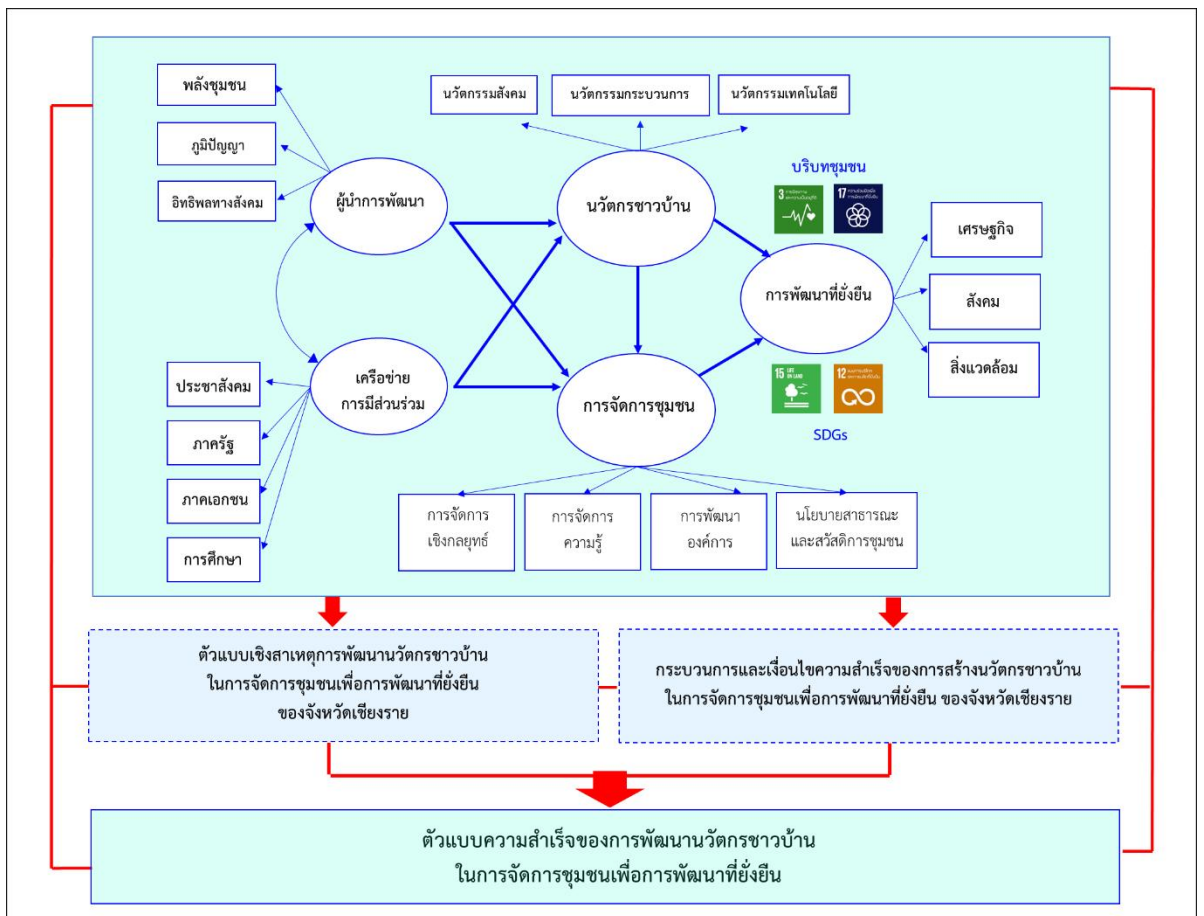 พลังชุมชน
ภูมิปัญญา
อิทธิพลทางสังคม
ผู้นำการพัฒนา
นวัตกรรมสังคม
นวัตกรรมกระบวนการ
นวัตกรรมเทคโนโลยี
นวัตกรชาวบ้าน
บริบทชุมชน
3
17
การพัฒนาที่ยั่งยืน
เศรษฐกิจ
สังคม
สิ่งแวดล้อม
เครือข่าย
การมีส่วนร่วม
ประชาสังคม
ภาครัฐ
ภาคเอกชน
การศึกษา
การจัดการชุมชน
15 LIFE
ON LAND
12
SDGs
การจัดการ
เชิงกลยุทธ์
การจัดการ
ความรู้
การพัฒนา
องค์การ
นโยบายสาธารณะ
และสวัสดิการชุมชน
ตัวแบบเชิงสาเหตุการพัฒนานวัตกรชาวบ้าน
ในการจัดการชุมชนเพื่อการพัฒนาที่ยั่งยืน
ของจังหวัดเชียงราย
กระบวนการและเงื่อนไขความสำเร็จของการสร้างนวัตกรชาวบ้าน
ในการจัดการชุมชนเพื่อการพัฒนาที่ยั่งยืน ของจังหวัดเชียงราย
ตัวแบบความสำเร็จของการพัฒนานวัตกรชาวบ้าน
ในการจัดการชุมชนเพื่อการพัฒนาที่ยั่งยืน